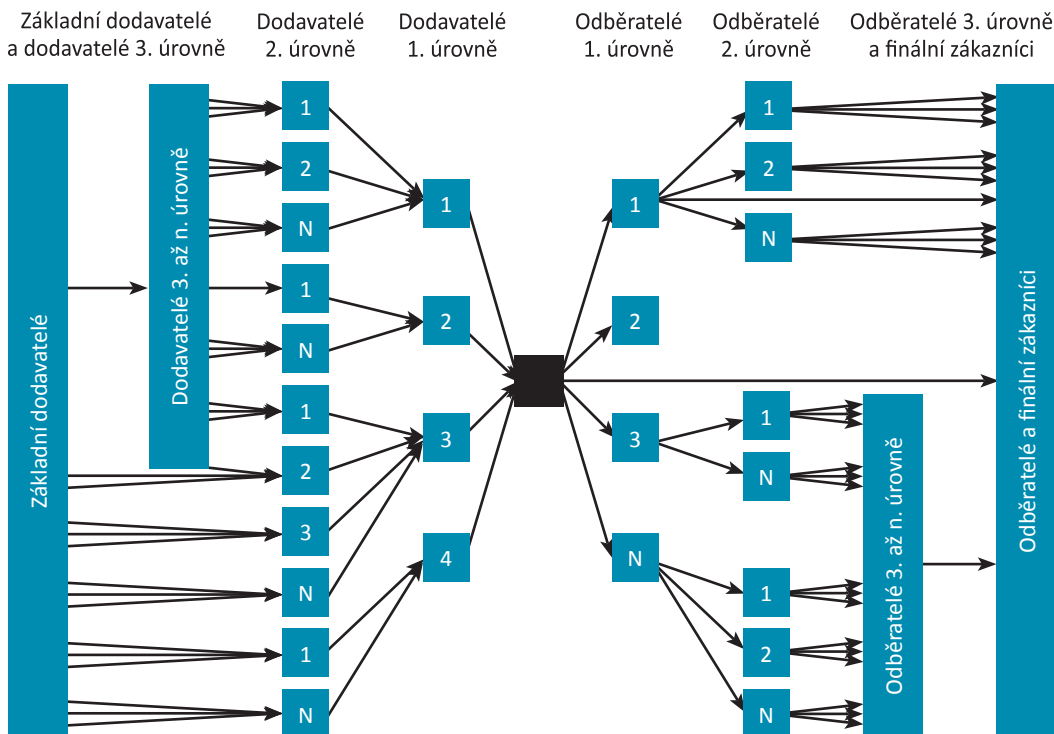 Základní dodavatelé
a dodavatelé 3. úrovně
Dodavatelé
2. úrovně
Dodavatelé
1. úrovně
Odběratelé
1. úrovně
Odběratelé
2. úrovně
Odběratelé 3. úrovně
a finální zákazníci
Základní dodavatelé
Dodavatelé 3. až n. úrovně
1
2
N
1
N
1
2
3
N
1
N
1
2
3
4
1
2
3
N
1
2
N
1
N
1
2
N
Odběratelé 3. až n. úrovně
Odběratelé a finální zákazníci